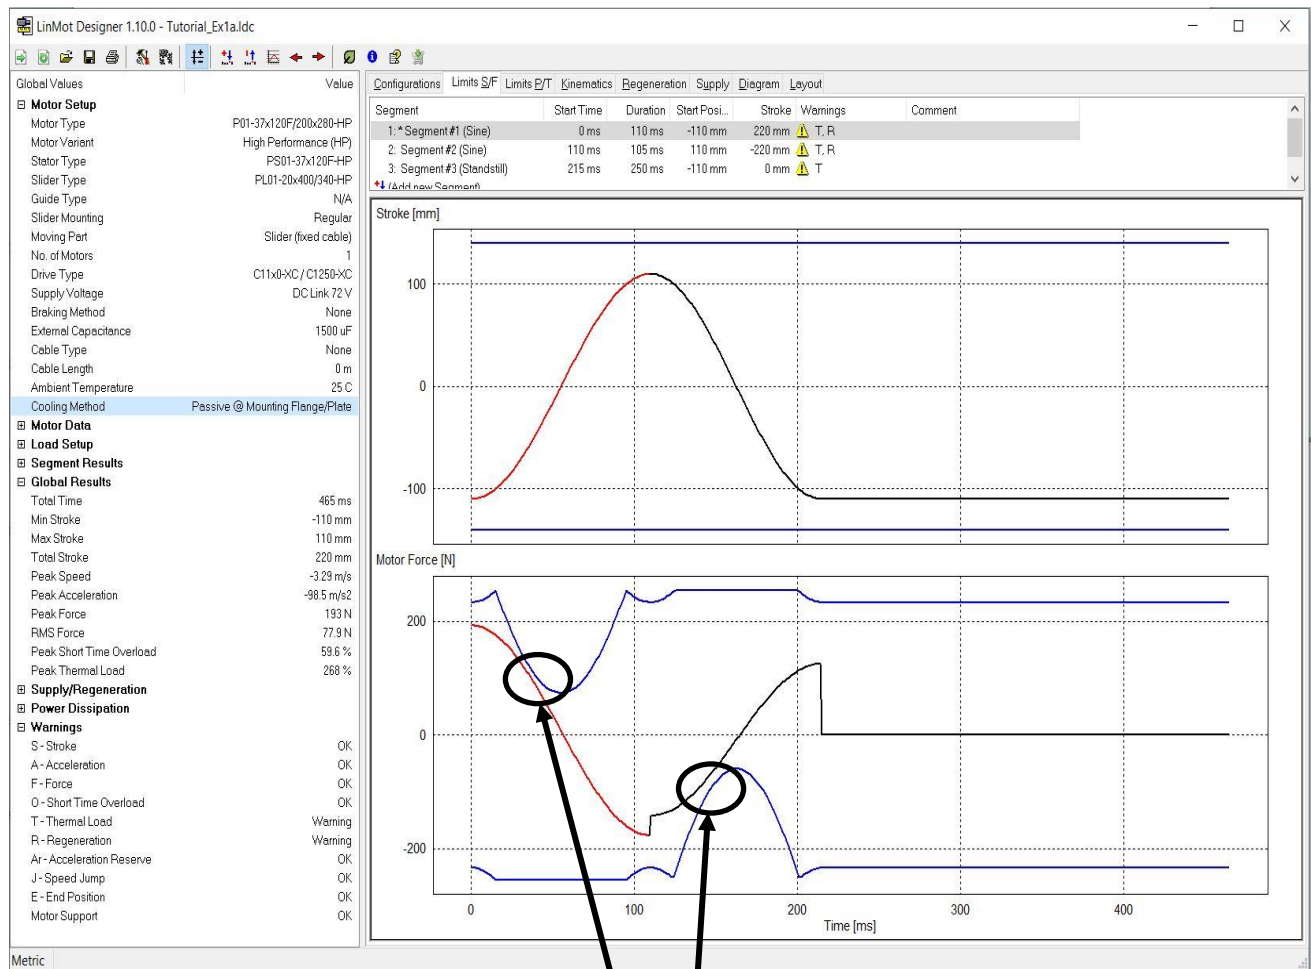 LinMot Designer 1.10.0 - Tutorial_Ex1a.ldc
Global Values Value
Motor Setup
Motor Type P01-37x120F/200x280-HP
Motor Variant High Performance (HP)
Stator Type PS01-37x120F-HP
Slider Type PL01-20x400/340-HP
Guide Type N/A
Slider Mounting Regular
Moving Part Slider (fixed cable)
No. of Motors 1
Drive Type C11x0-XC / C1250-XC
Supply Voltage DC Link 72 V
Braking Method None
External Capacitance 1500 uF
Cable Type None
Cable Length 0 m
Ambient Temperature 25 C
Cooling Method Passive @ Mounting Flange/Plate
Motor Data
Load Setup
Segment Results
Global Results
Total Time 465 ms
Min Stroke -110 mm
Max Stroke 110 mm
Total Stroke 220 mm
Peak Speed -3.29 m/s
Peak Acceleration -98.5 m/s2
Peak Force 193 N
RMS Force 77.9 N
Peak Short Time Overload 59.6 %
Peak Thermal Load 268 %
Supply/Regeneration
Power Dissipation
Warnings
S - Stroke OK
A - Acceleration OK
F - Force OK
O - Short Time Overload OK
T - Thermal Load Warning
R - Regeneration Warning
Ar - Acceleration Reserve OK
J - Speed Jump OK
E - End Position OK
Motor Support OK
Configurations Limits S/F Limits P/T Kinematics Regeneration Supply Diagram Layout
Segment Start Time Duration Start Posi... Stroke Warnings Comment
1: * Segment #1 (Sine) 0 ms 110 ms -110 mm 220 mm T, R
2: Segment #2 (Sine) 110 ms 105 ms 110 mm -220 mm T, R
3: Segment #3 (Standstill) 215 ms 250 ms -110 mm 0 mm T
(Add new Segment)
Stroke [mm]
100
0
-100
Motor Force [N]
200
0
-200
0 100 200 300 400
Time [ms]
Metric